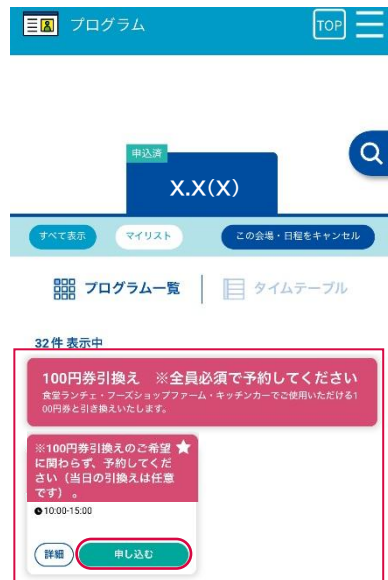 プログラム
TOP
申込済
X.X(X)
すべて表示
マイリスト
この会場・日程をキャンセル
プログラム一覧
タイムテーブル
32件 表示中
100円券引換え ※全員必須で予約してください
食堂ランチェ・フーズショップファーム・キッチンカーでご使用いただける1
00円券と引き換えいたします。
※100円券引換えのご希望
に関わらず、予約してくだ
さい（当日の引換えは任意
です）。
10:00-15:00
詳細
申し込む